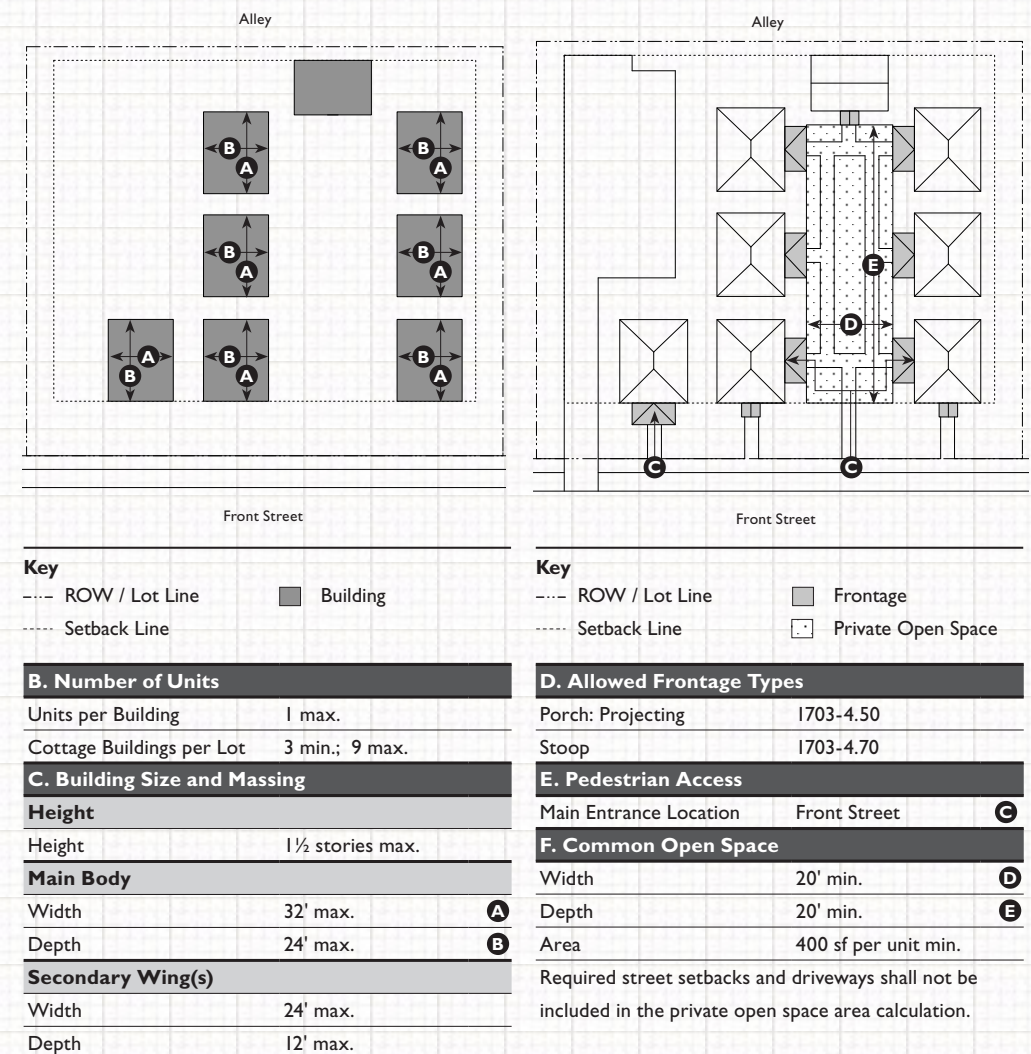 Alley
B
A
B
A
B
A
B
A
A
B
B
A
B
A
Front Street
Key
ROW / Lot Line
Building
Setback Line
B. Number of Units
Units per Building 1 max.
Cottage Buildings per Lot 3 min.; 9 max.
C. Building Size and Massing
Height
Height 1½ stories max.
Main Body
Width 32' max. A
Depth 24' max. B
Secondary Wing(s)
Width 24' max.
Depth 12' max.
Alley
E
D
C
C
Front Street
Key
ROW / Lot Line
Frontage
Setback Line
Private Open Space
D. Allowed Frontage Types
Porch: Projecting 1703-4.50
Stoop 1703-4.70
E. Pedestrian Access
Main Entrance Location Front Street C
F. Common Open Space
Width 20' min. D
Depth 20' min. E
Area 400 sf per unit min.
Required street setbacks and driveways shall not be
included in the private open space area calculation.